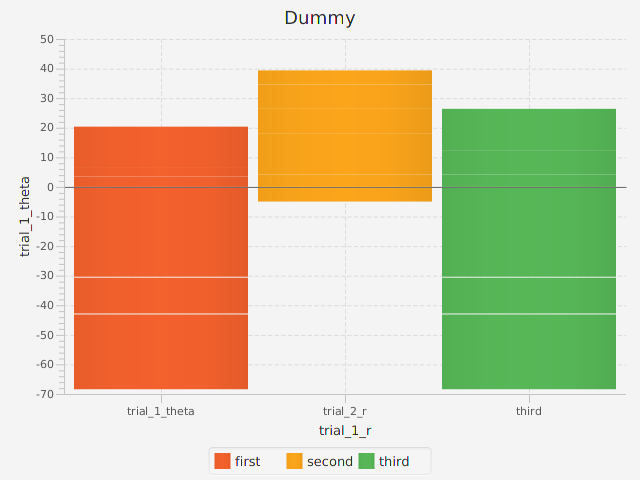 Dummy
50
40
30
20
10
0
-10
-20
-30
-40
-50
-60
-70
trial_1_theta
trial_1_theta
trial_2_r
third
trial_1_r
first
second
third